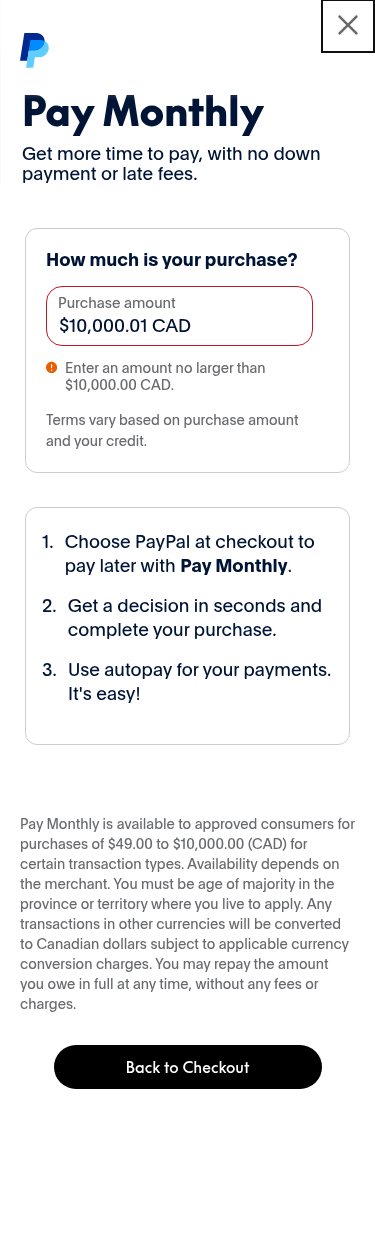 Pay Monthly
Get more time to pay, with no down
payment or late fees.
How much is your purchase?
Purchase amount
$10,000.01 CAD
Enter an amount no larger than
$10,000.00 CAD.
Terms vary based on purchase amount
and your credit.
1. Choose PayPal at checkout to
pay later with Pay Monthly.
2. Get a decision in seconds and
complete your purchase.
3. Use autopay for your payments.
It's easy!
Pay Monthly is available to approved consumers for
purchases of $49.00 to $10,000.00 (CAD) for
certain transaction types. Availability depends on
the merchant. You must be age of majority in the
province or territory where you live to apply. Any
transactions in other currencies will be converted
to Canadian dollars subject to applicable currency
conversion charges. You may repay the amount
you owe in full at any time, without any fees or
charges.
Back to Checkout